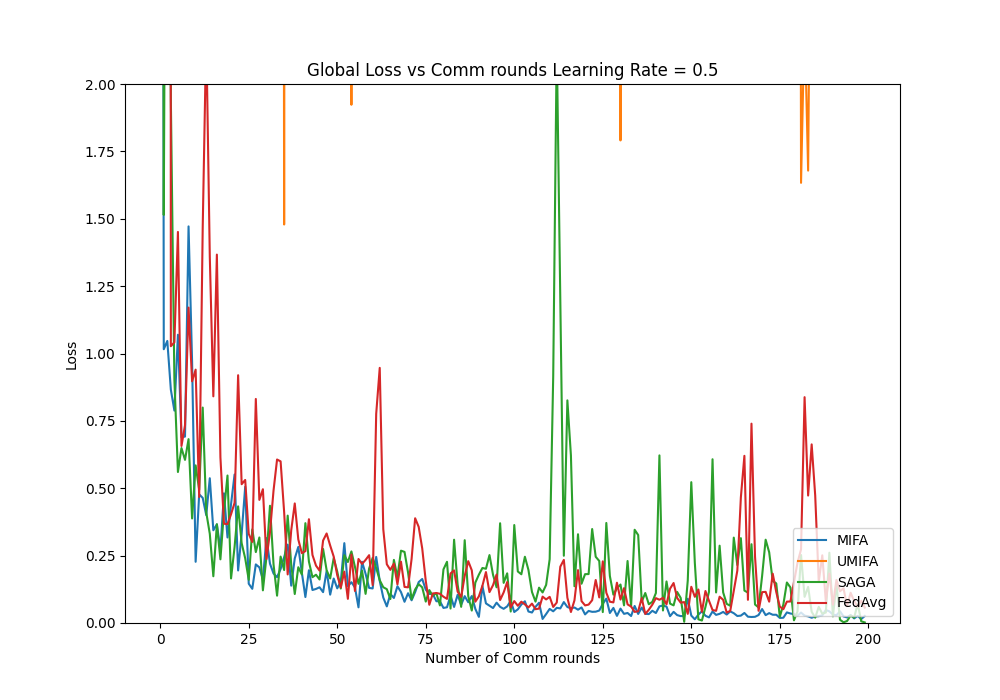 Global Loss vs Comm rounds Learning Rate = 0.5
2.00
1.75
1.50
1.25
1.00
0.75
0.50
0.25
0.00
Loss
0 25 50 75 100 125 150 175 200
Number of Comm rounds
MIFA
UMIFA
SAGA
FedAvg